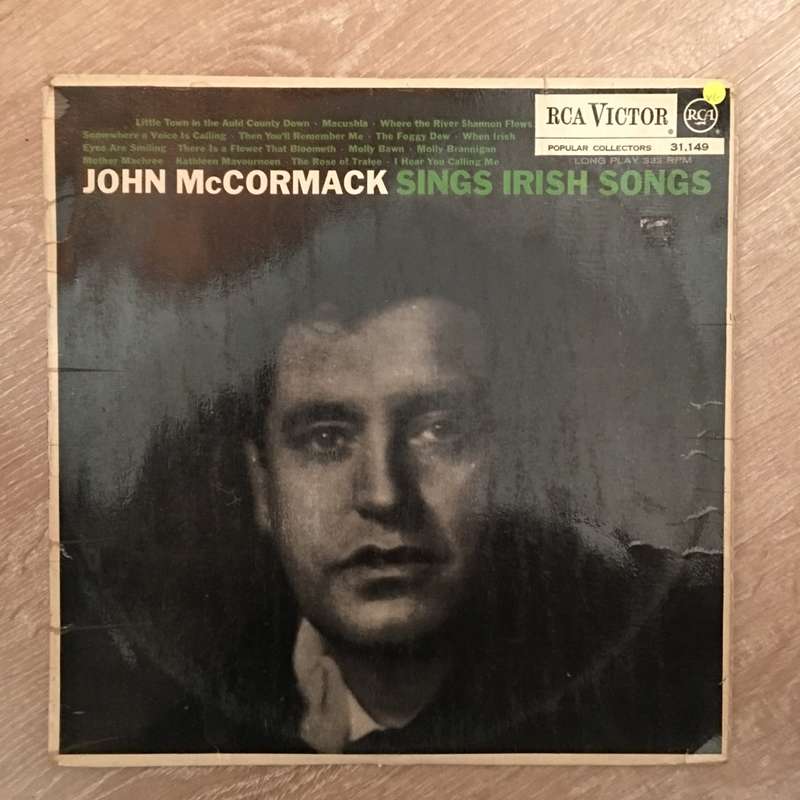 Little Town in the Auld County Down · Macushla · Where the River Shannon Flows
Somewhere a Voice Is Calling · Then You'll Remember Me · The Foggy Dew · When Irish
Eyes Are Smiling · There Is a Flower That Bloometh · Molly Bawn · Molly Brannigan
Mother Machree · Kathleen Mavourneen · The Rose of Tralee · I Hear You Calling Me
RCA VICTOR
RCA
POPULAR COLLECTORS 31,149
LONG PLAY 33⅓ RPM
JOHN McCORMACK SINGS IRISH SONGS